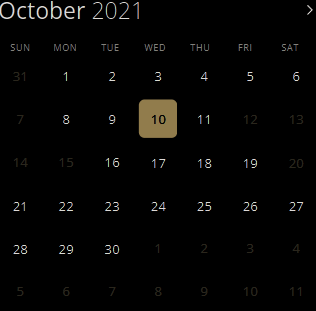 October 2021 >
SUN MON TUE WED THU FRI SAT
31 1 2 3 4 5 6
7 8 9 10 11 12 13
14 15 16 17 18 19 20
21 22 23 24 25 26 27
28 29 30 1 2 3 4
5 6 7 8 9 10 11